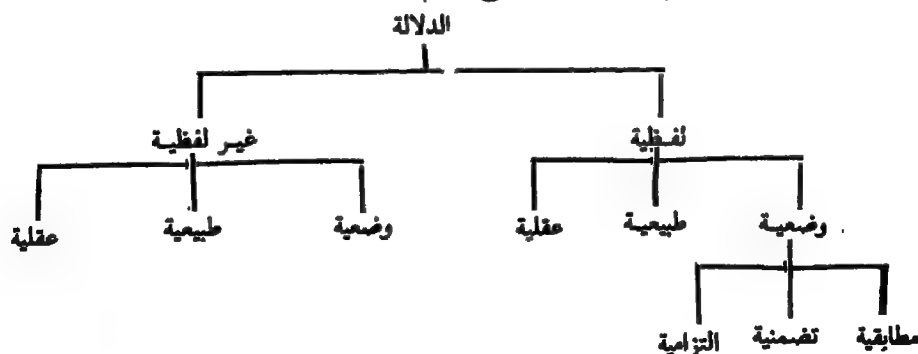 الدلالة
لفظية غير لفظية
وضعية طبيعية عقلية وضعية طبيعية عقلية
مطابقية تضمنية التزامية